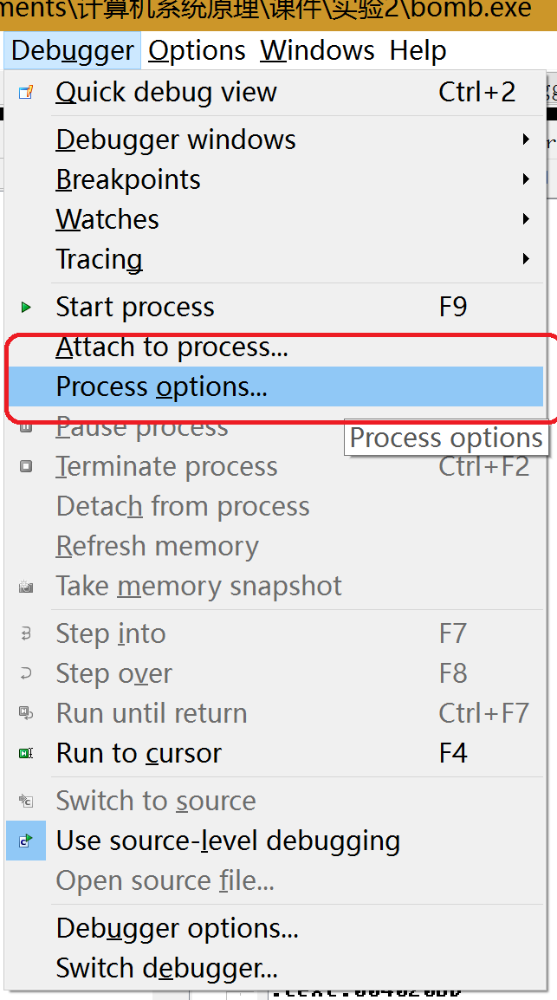 ments\计算机系统原理\课件\实验2\bomb.exe
Debugger Options Windows Help
Quick debug view Ctrl+2
Debugger windows
Breakpoints
Watches
Tracing
Start process F9
Attach to process...
Process options...
Pause process
Process options
Terminate process Ctrl+F2
Detach from process
Refresh memory
Take memory snapshot
Step into F7
Step over F8
Run until return Ctrl+F7
Run to cursor F4
Switch to source
Use source-level debugging
Open source file...
Debugger options...
Switch debugger...